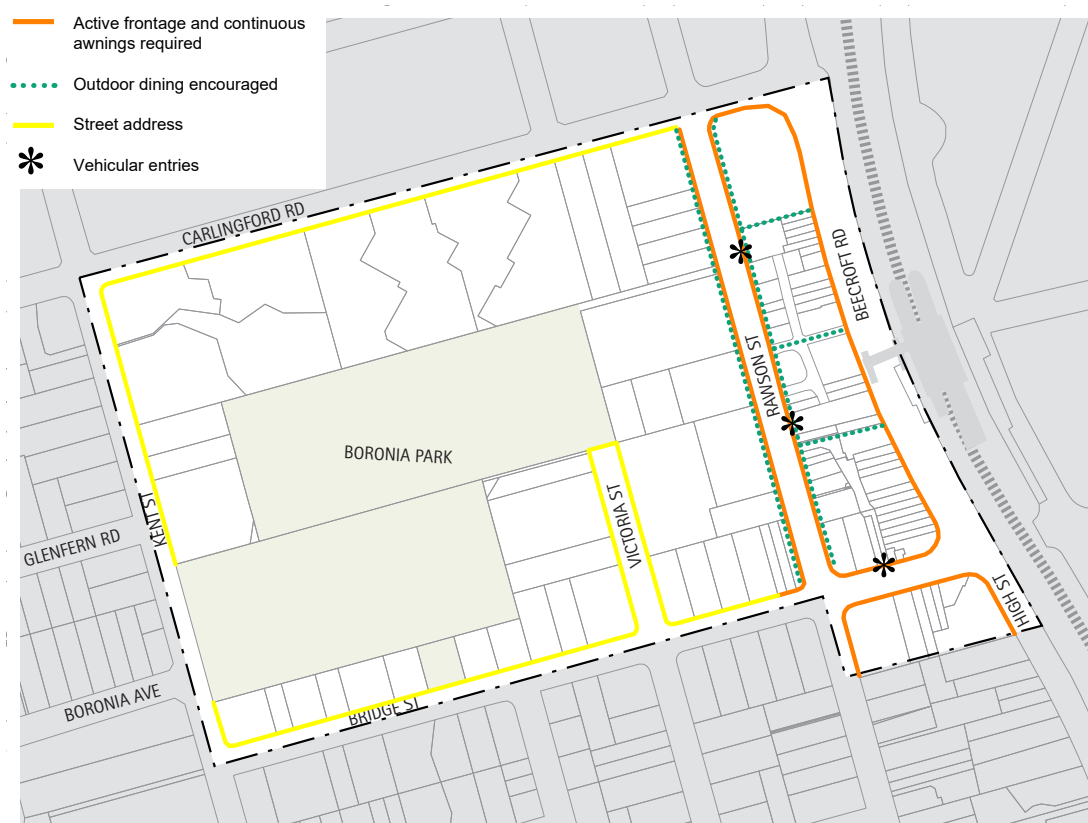 Active frontage and continuous
awnings required
Outdoor dining encouraged
Street address
Vehicular entries
CARLINGFORD RD
BEECROFT RD
RAWSON ST
BORONIA PARK
KENT ST
VICTORIA ST
GLENFERN RD
HIGH ST
BORONIA AVE
BRIDGE ST